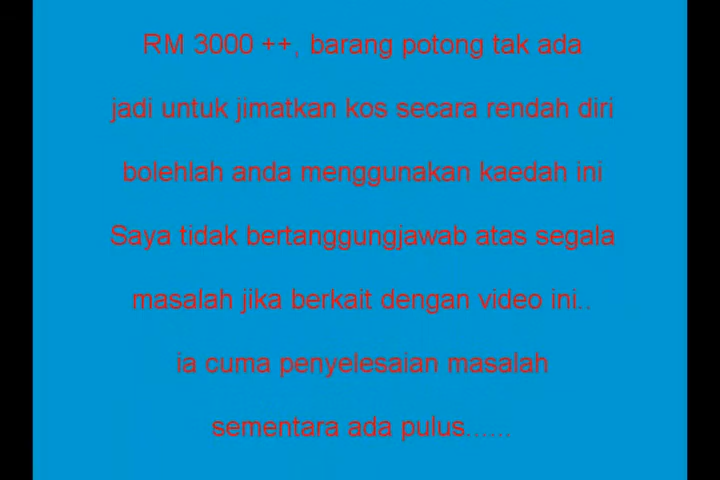 RM 3000 ++, barang potong tak ada
jadi untuk jimatkan kos secara rendah diri
bolehlah anda menggunakan kaedah ini
Saya tidak bertanggungjawab atas segala
masalah jika berkait dengan video ini..
ia cuma penyelesaian masalah
sementara ada pulus......